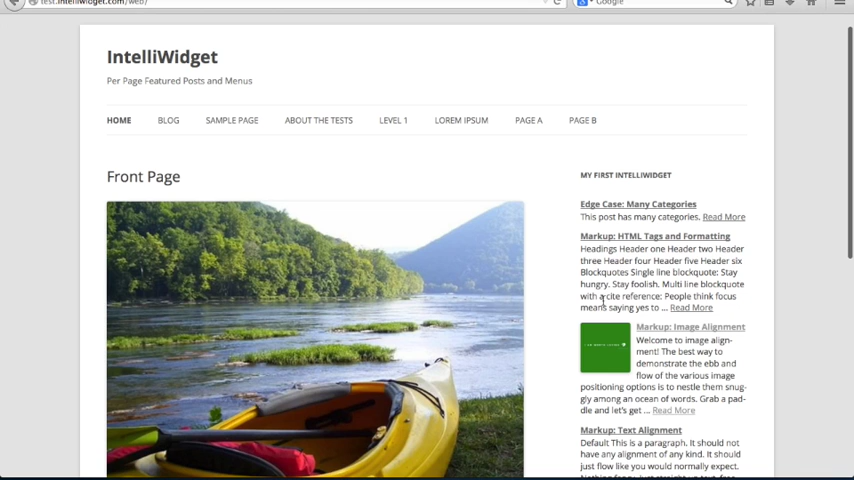 test.intelliwidget.com/web/
Google
IntelliWidget
Per Page Featured Posts and Menus
HOME BLOG SAMPLE PAGE ABOUT THE TESTS LEVEL 1 LOREM IPSUM PAGE A PAGE B
Front Page
MY FIRST INTELLIWIDGET
Edge Case: Many Categories
This post has many categories. Read More
Markup: HTML Tags and Formatting
Headings Header one Header two Header
three Header four Header five Header six
Blockquotes Single line blockquote: Stay
hungry. Stay foolish. Multi line blockquote
with a cite reference: People think focus
means saying yes to ... Read More
Markup: Image Alignment
Welcome to image align-
ment! The best way to
demonstrate the ebb and
flow of the various image
positioning options is to nestle them snug-
gly among an ocean of words. Grab a pad-
dle and let's get ... Read More
Markup: Text Alignment
Default This is a paragraph. It should not
have any alignment of any kind. It should
just flow like you would normally expect.